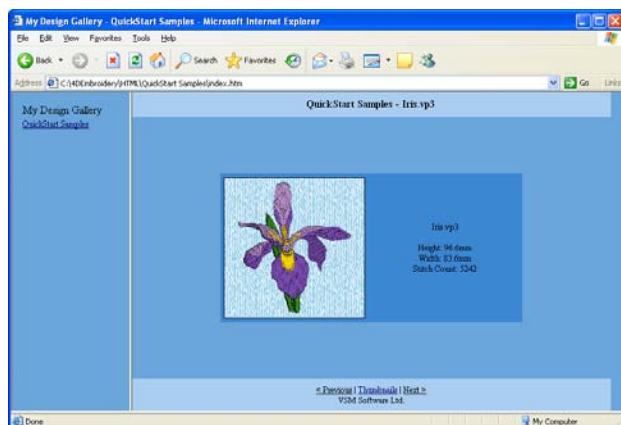 My Design Gallery - QuickStart Samples - Microsoft Internet Explorer
File Edit View Favorites Tools Help
Back Search Favorites
Address C:\4DEmbroidery\HTML\QuickStart Samples\index.htm Go Links
My Design Gallery
QuickStart Samples
QuickStart Samples - Iris.vp3
Iris.vp3
Height: 96.6mm
Width: 83.6mm
Stitch Count: 5242
< Previous | Thumbnails | Next >
VSM Software Ltd.
Done My Computer